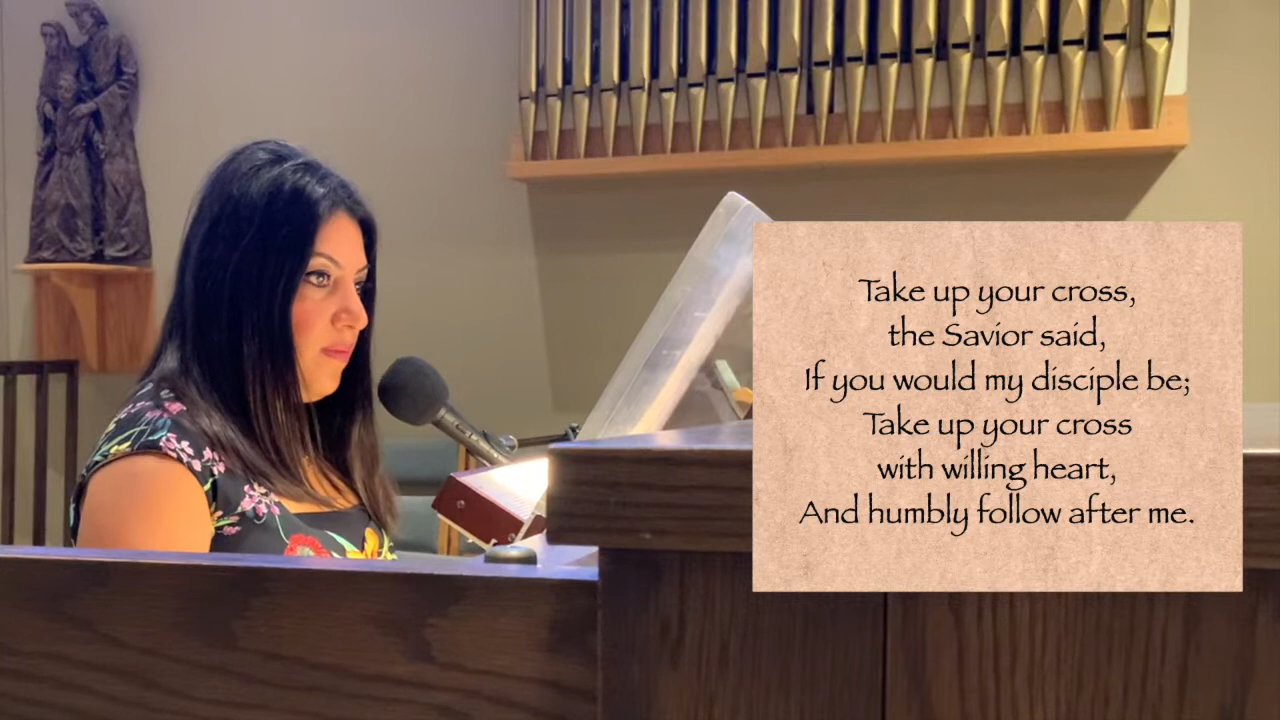 Take up your cross,
the Savior said,
If you would my disciple be;
Take up your cross
with willing heart,
And humbly follow after me.